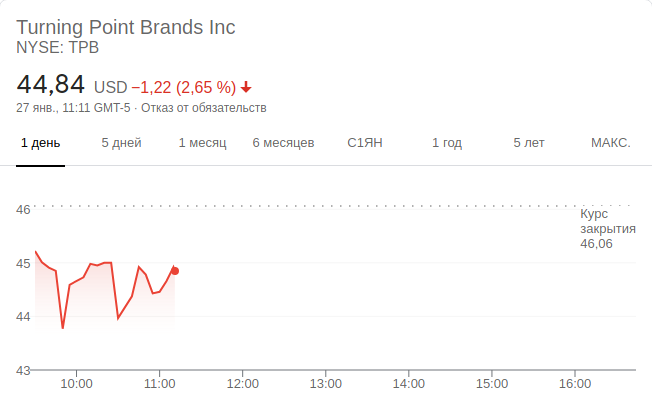 Turning Point Brands Inc
NYSE: TPB
44,84 USD −1,22 (2,65 %)
27 янв., 11:11 GMT-5 · Отказ от обязательств
1 день 5 дней 1 месяц 6 месяцев С1ЯН 1 год 5 лет МАКС.
46
Курс
закрытия
46,06
45
44
43
10:00 11:00 12:00 13:00 14:00 15:00 16:00